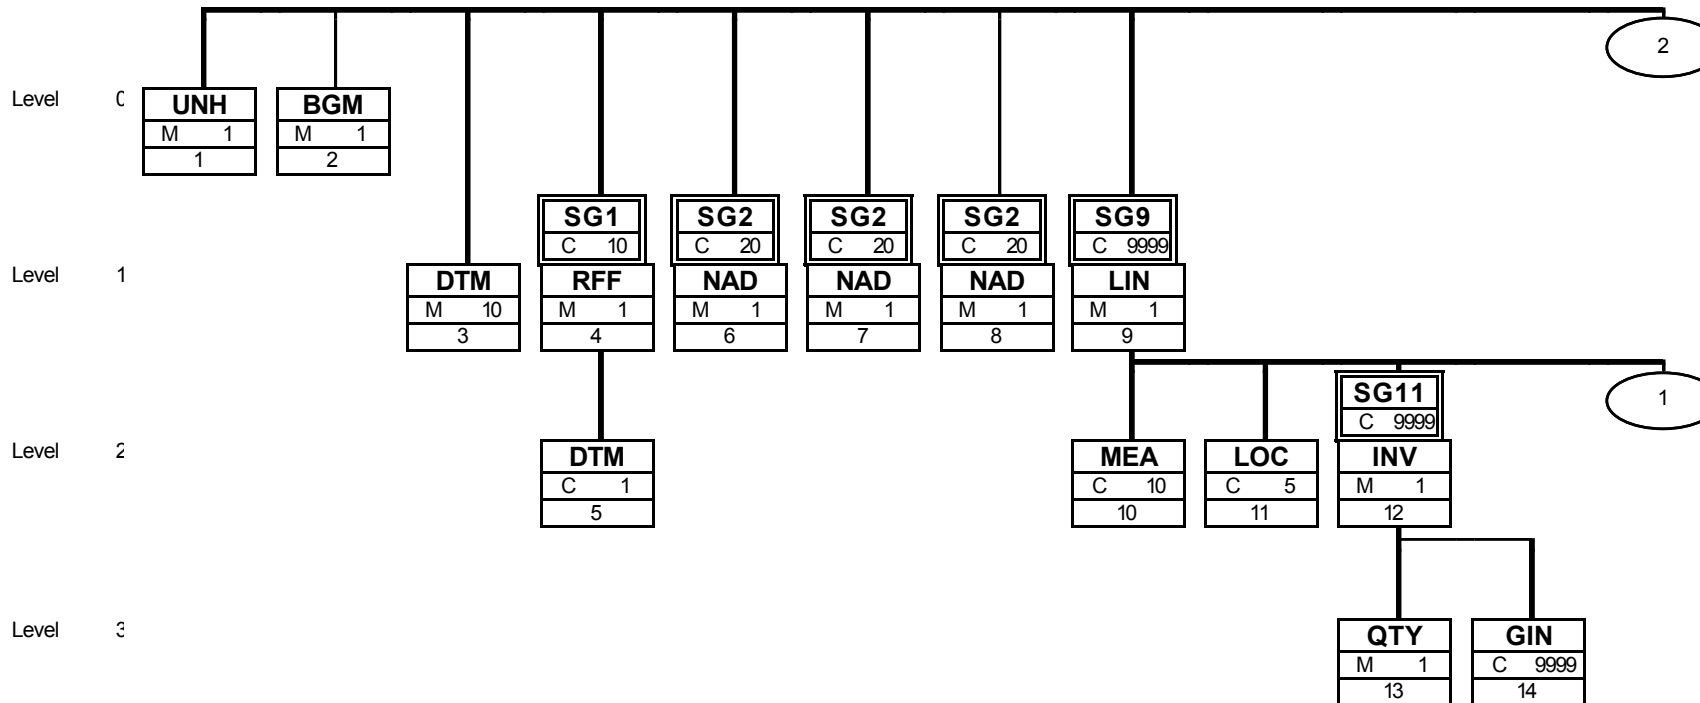 2
Level 0
UNH
M 1
1
BGM
M 1
2
SG1
C 10
SG2
C 20
SG2
C 20
SG2
C 20
SG9
C 9999
Level 1
DTM
M 10
3
RFF
M 1
4
NAD
M 1
6
NAD
M 1
7
NAD
M 1
8
LIN
M 1
9
SG11
C 9999
1
Level 2
DTM
C 1
5
MEA
C 10
10
LOC
C 5
11
INV
M 1
12
Level 3
QTY
M 1
13
GIN
C 9999
14